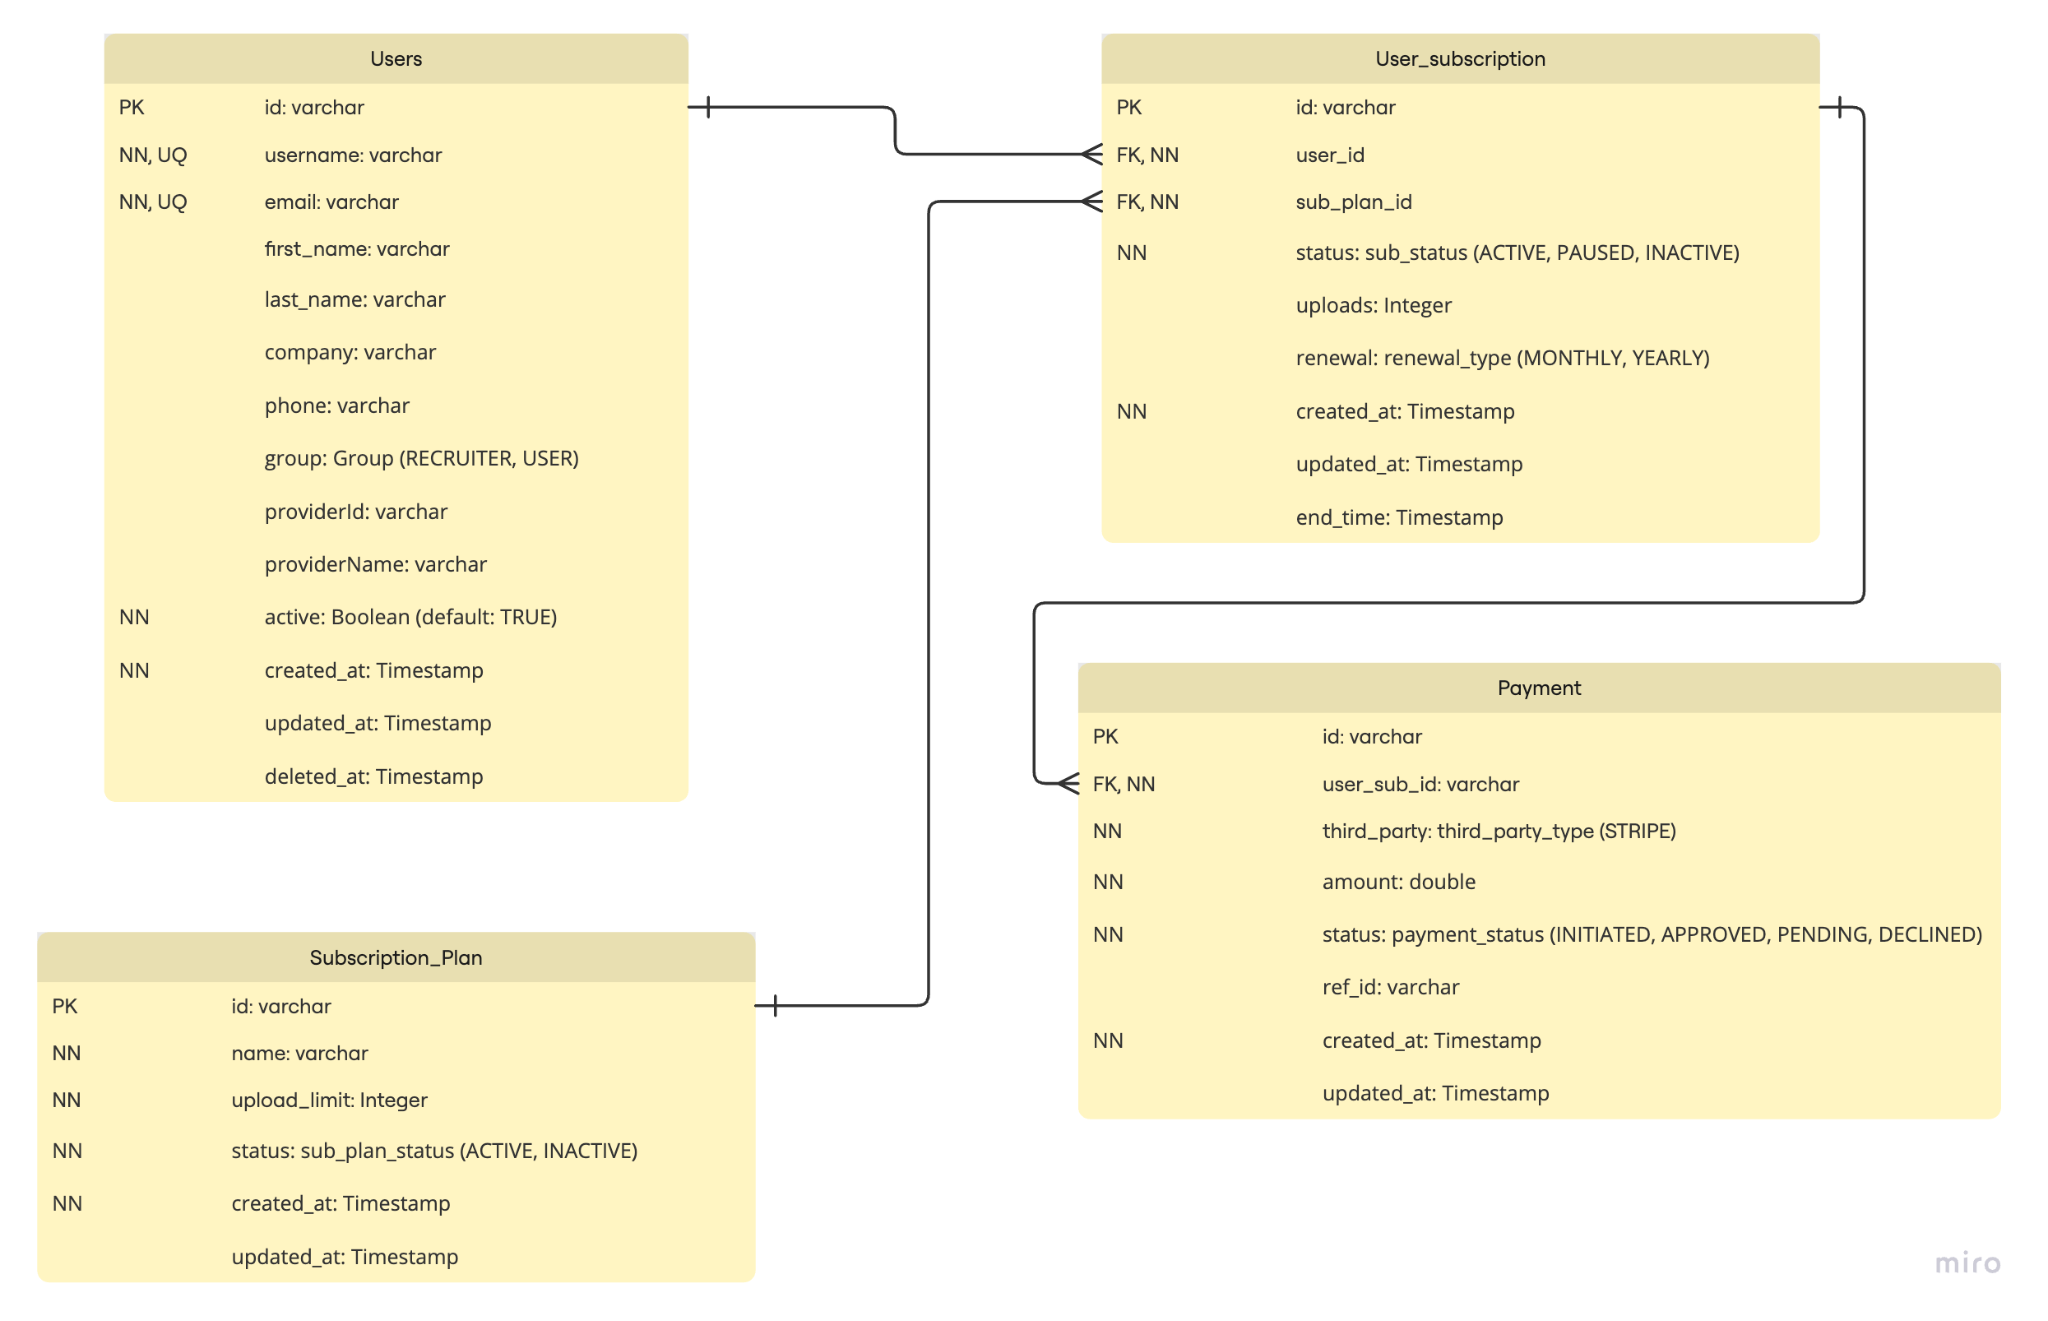 Users
PK id: varchar
NN, UQ username: varchar
NN, UQ email: varchar
first_name: varchar
last_name: varchar
company: varchar
phone: varchar
group: Group (RECRUITER, USER)
providerId: varchar
providerName: varchar
NN active: Boolean (default: TRUE)
NN created_at: Timestamp
updated_at: Timestamp
deleted_at: Timestamp
User_subscription
PK id: varchar
FK, NN user_id
FK, NN sub_plan_id
NN status: sub_status (ACTIVE, PAUSED, INACTIVE)
uploads: Integer
renewal: renewal_type (MONTHLY, YEARLY)
NN created_at: Timestamp
updated_at: Timestamp
end_time: Timestamp
Subscription_Plan
PK id: varchar
NN name: varchar
NN upload_limit: Integer
NN status: sub_plan_status (ACTIVE, INACTIVE)
NN created_at: Timestamp
updated_at: Timestamp
Payment
PK id: varchar
FK, NN user_sub_id: varchar
NN third_party: third_party_type (STRIPE)
NN amount: double
NN status: payment_status (INITIATED, APPROVED, PENDING, DECLINED)
ref_id: varchar
NN created_at: Timestamp
updated_at: Timestamp
miro